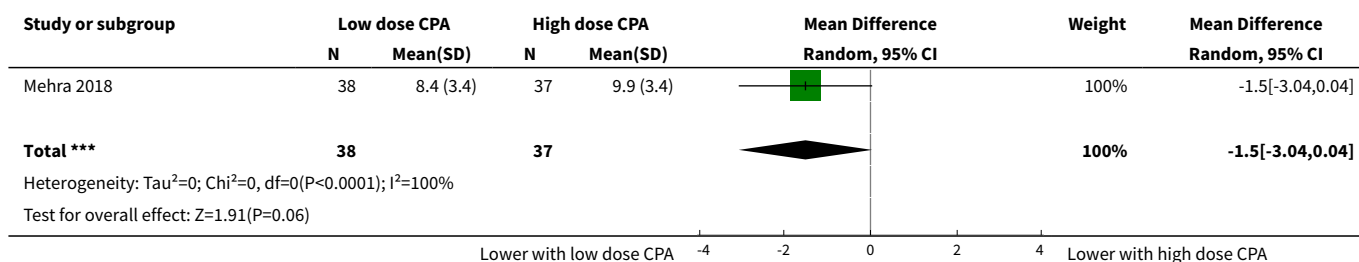 Study or subgroup Low dose CPA High dose CPA Mean Difference Weight Mean Difference
N Mean(SD) N Mean(SD) Random, 95% CI Random, 95% CI
Mehra 2018 38 8.4 (3.4) 37 9.9 (3.4) 100% -1.5[-3.04,0.04]
Total *** 38 37 100% -1.5[-3.04,0.04]
Heterogeneity: Tau²=0; Chi²=0, df=0(P<0.0001); I²=100%
Test for overall effect: Z=1.91(P=0.06)
Lower with low dose CPA -4 -2 0 2 4 Lower with high dose CPA